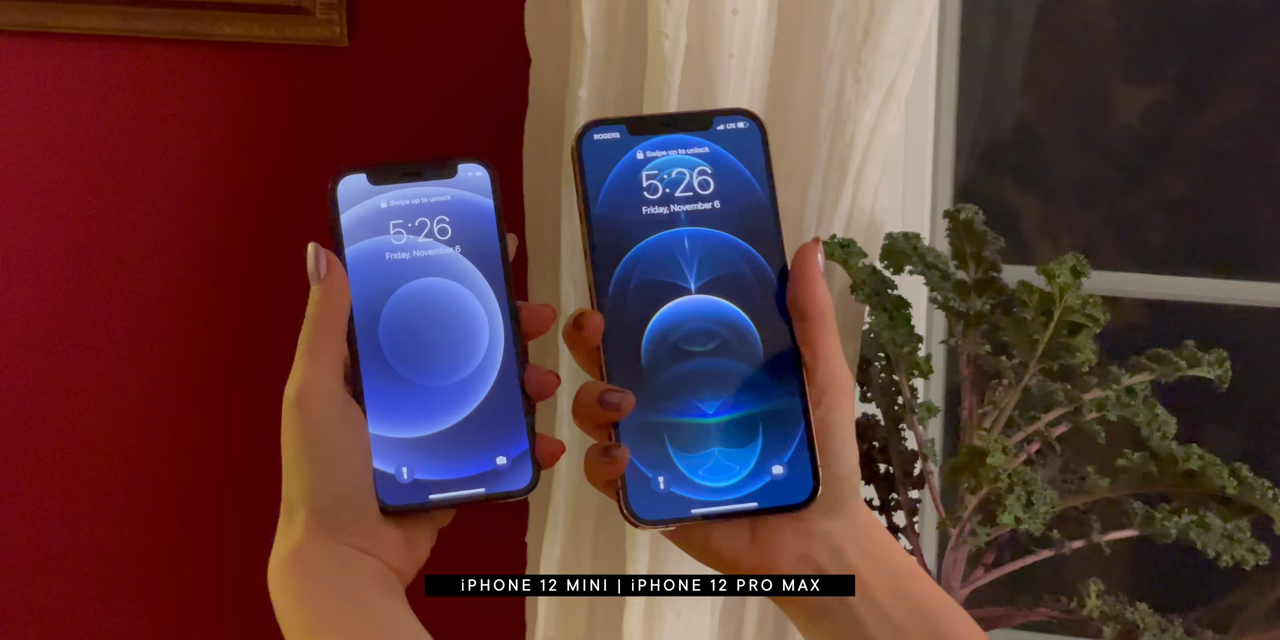 Swipe up to unlock
5:26
Friday, November 6
ROGERS
LTE
Swipe up to unlock
5:26
Friday, November 6
iPHONE 12 MINI | iPHONE 12 PRO MAX